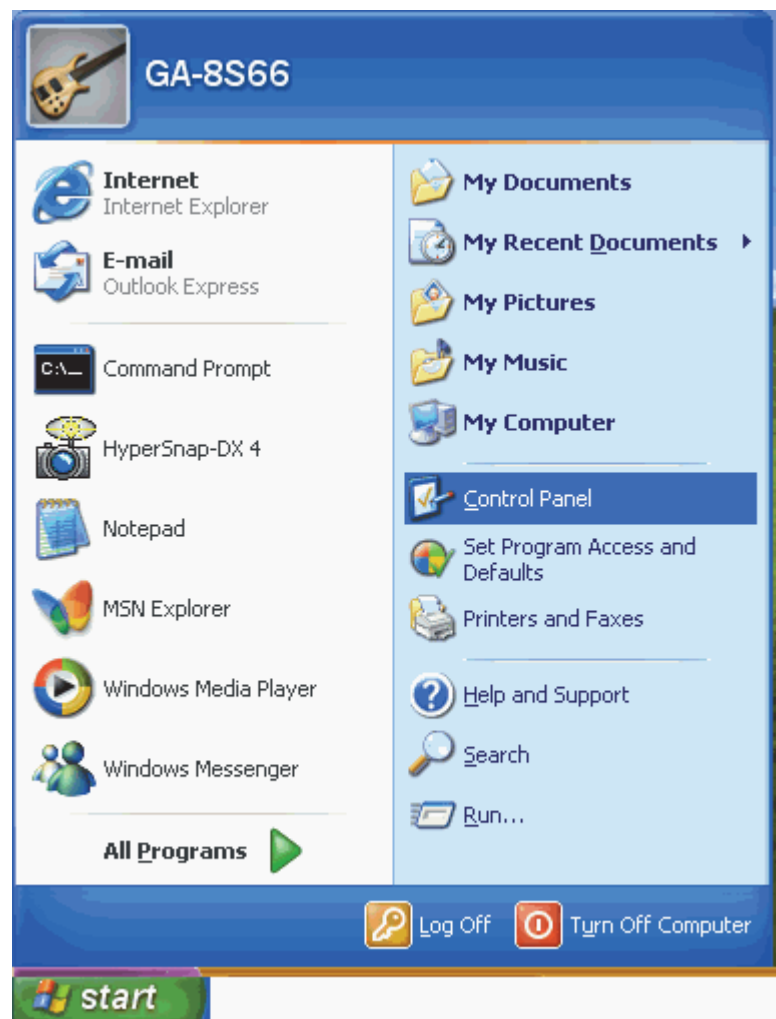 GA-8S66
Internet
Internet Explorer
E-mail
Outlook Express
C:\_
Command Prompt
HyperSnap-DX 4
Notepad
MSN Explorer
Windows Media Player
Windows Messenger
All Programs
My Documents
My Recent Documents
My Pictures
My Music
My Computer
Control Panel
Set Program Access and
Defaults
Printers and Faxes
Help and Support
Search
Run...
Log Off
Turn Off Computer
start